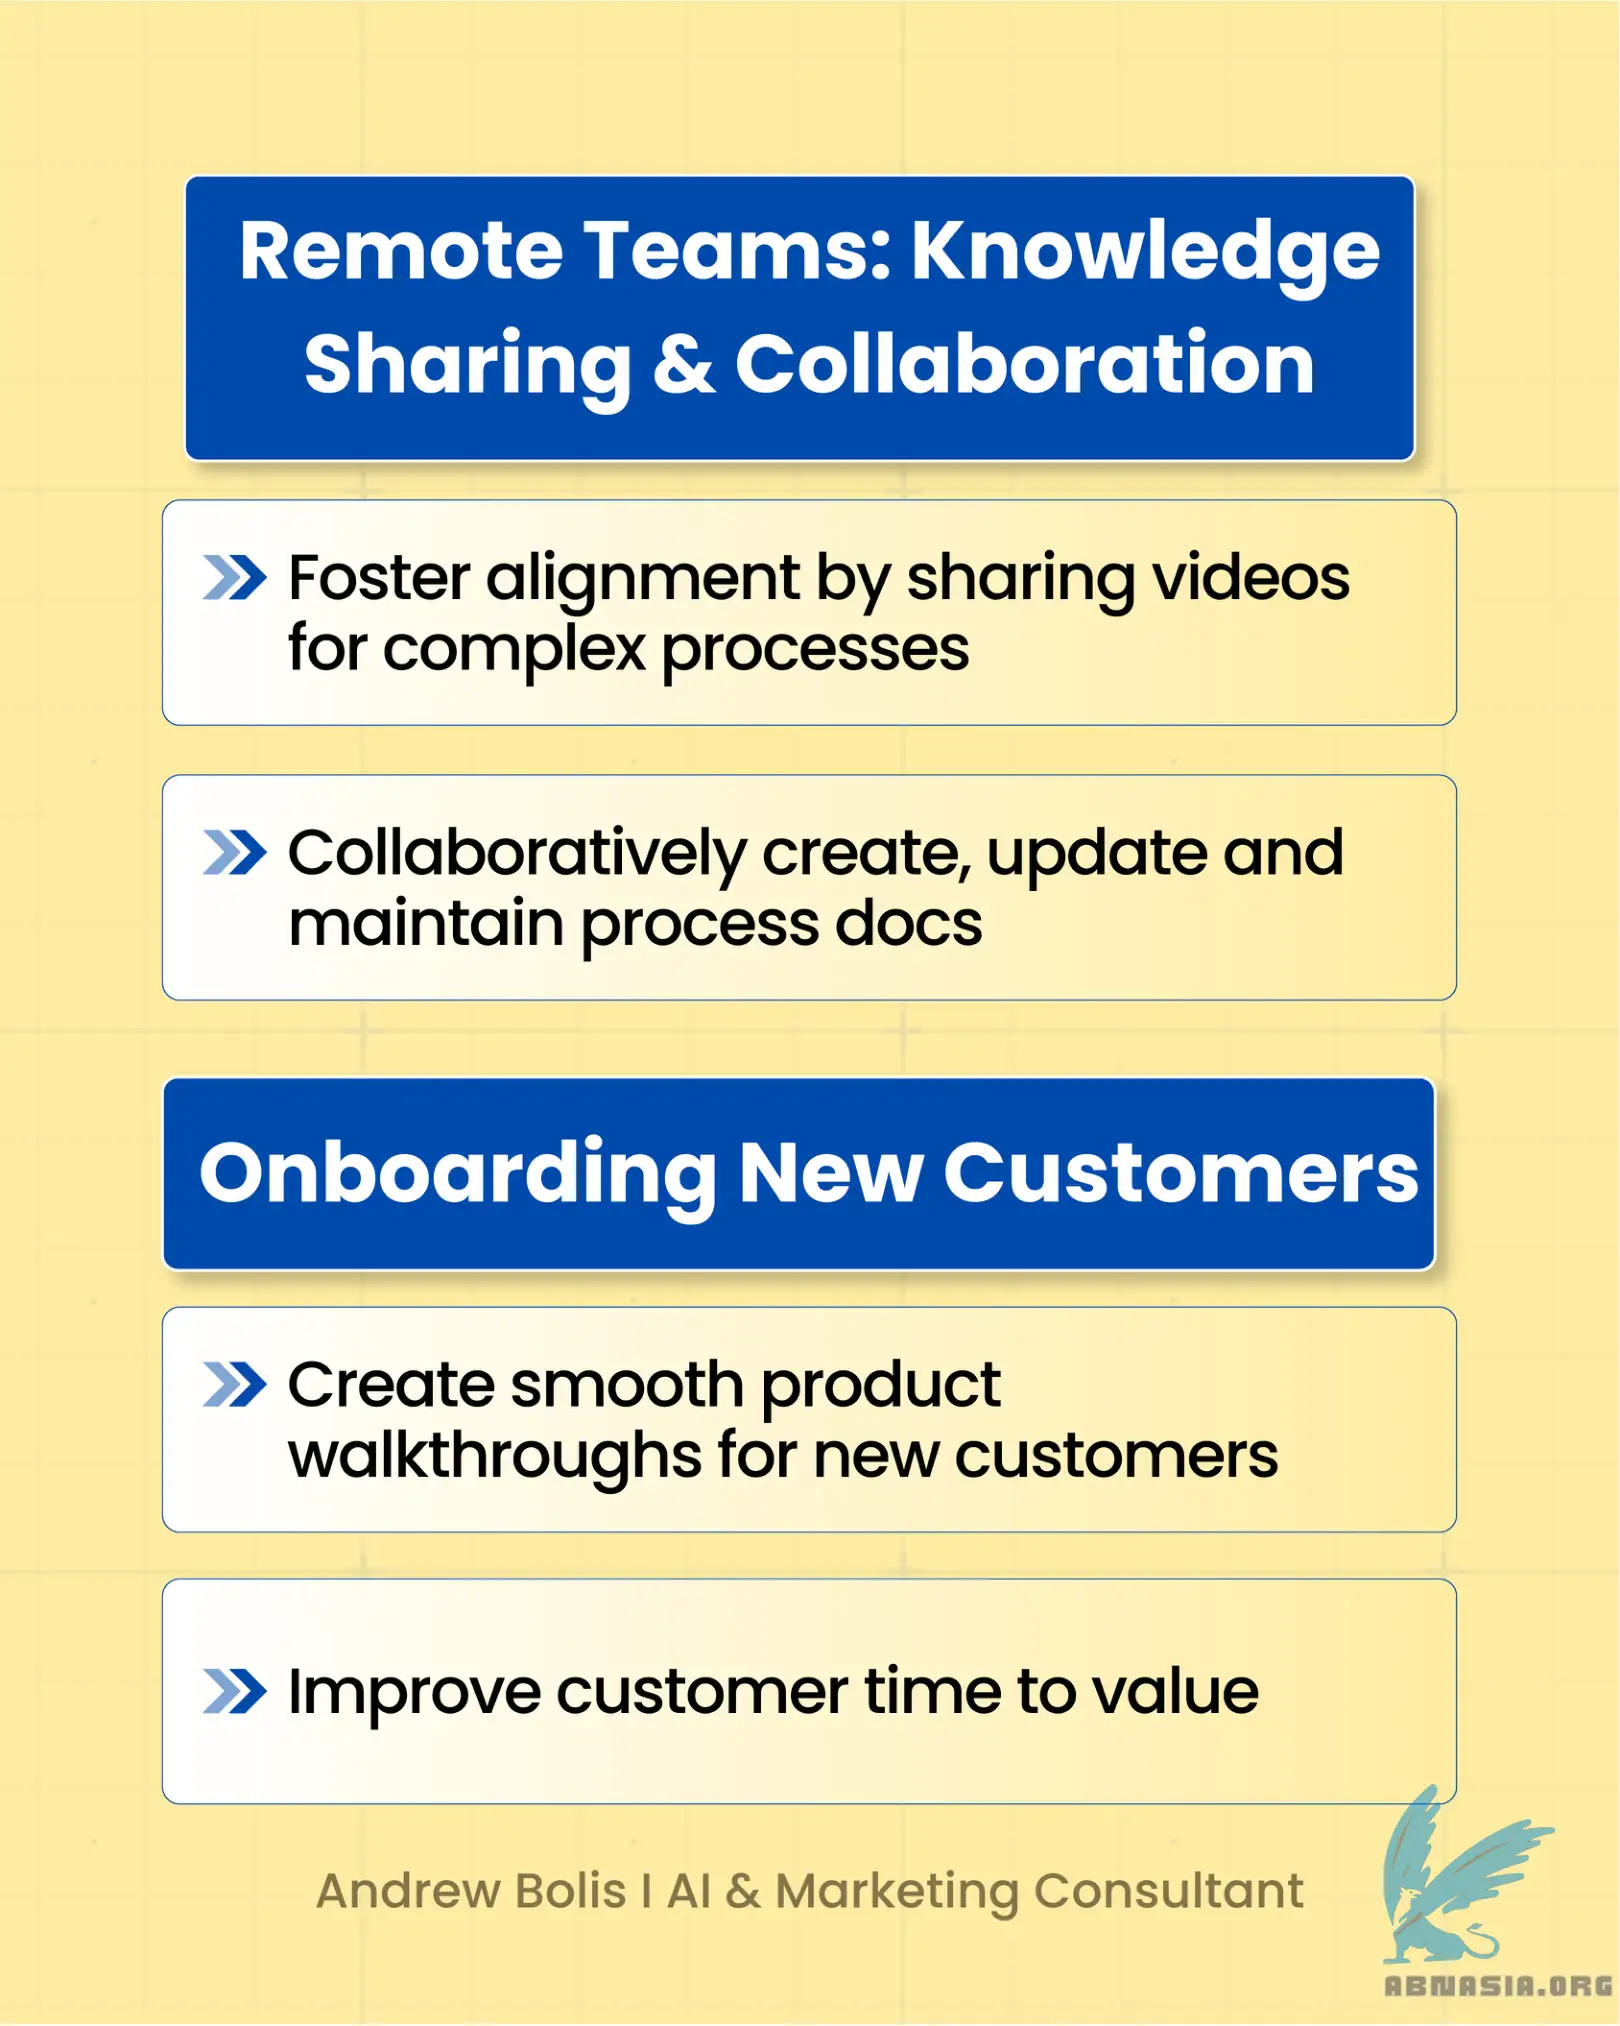 Remote Teams: Knowledge
Sharing & Collaboration
Foster alignment by sharing videos
for complex processes
Collaboratively create, update and
maintain process docs
Onboarding New Customers
Create smooth product
walkthroughs for new customers
Improve customer time to value
Andrew Bolis I AI & Marketing Consultant
ABNASIA.ORG